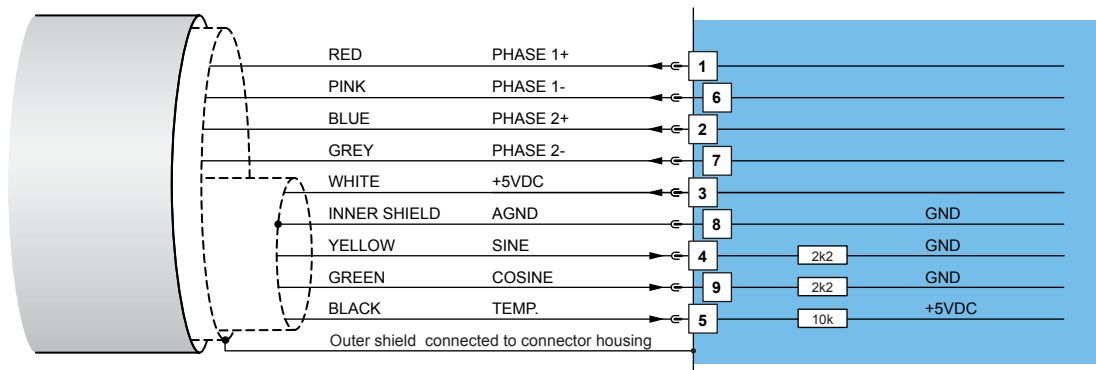 RED PHASE 1+ 1
PINK PHASE 1- 6
BLUE PHASE 2+ 2
GREY PHASE 2- 7
WHITE +5VDC 3
INNER SHIELD AGND 8 GND
YELLOW SINE 4 2k2 GND
GREEN COSINE 9 2k2 GND
BLACK TEMP. 5 10k +5VDC
Outer shield connected to connector housing